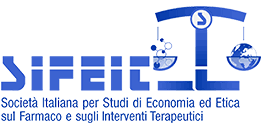 S
SIFEIT
Società Italiana per Studi di Economia ed Etica
sul Farmaco e sugli Interventi Terapeutici